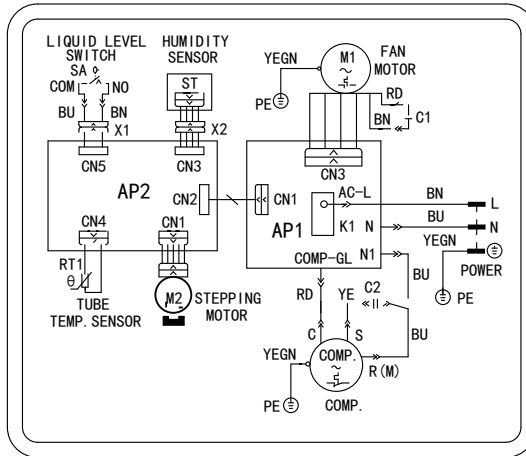 LIQUID LEVEL SWITCH
HUMIDITY SENSOR
SA
COM
NO
BU
BN
X1
ST
X2
CN5
CN3
AP2
CN2
CN4
CN1
RT1
θ
TUBE TEMP. SENSOR
M2
STEPPING MOTOR
YEGN
PE
M1
~
FAN MOTOR
RD
BN
C1
CN3
CN1
AP1
AC-L
K1
N
N1
COMP-GL
BN
L
BU
N
YEGN
POWER
PE
BU
RD
YE
C2
BU
C
S
YEGN
COMP.
~
R(M)
PE
COMP.